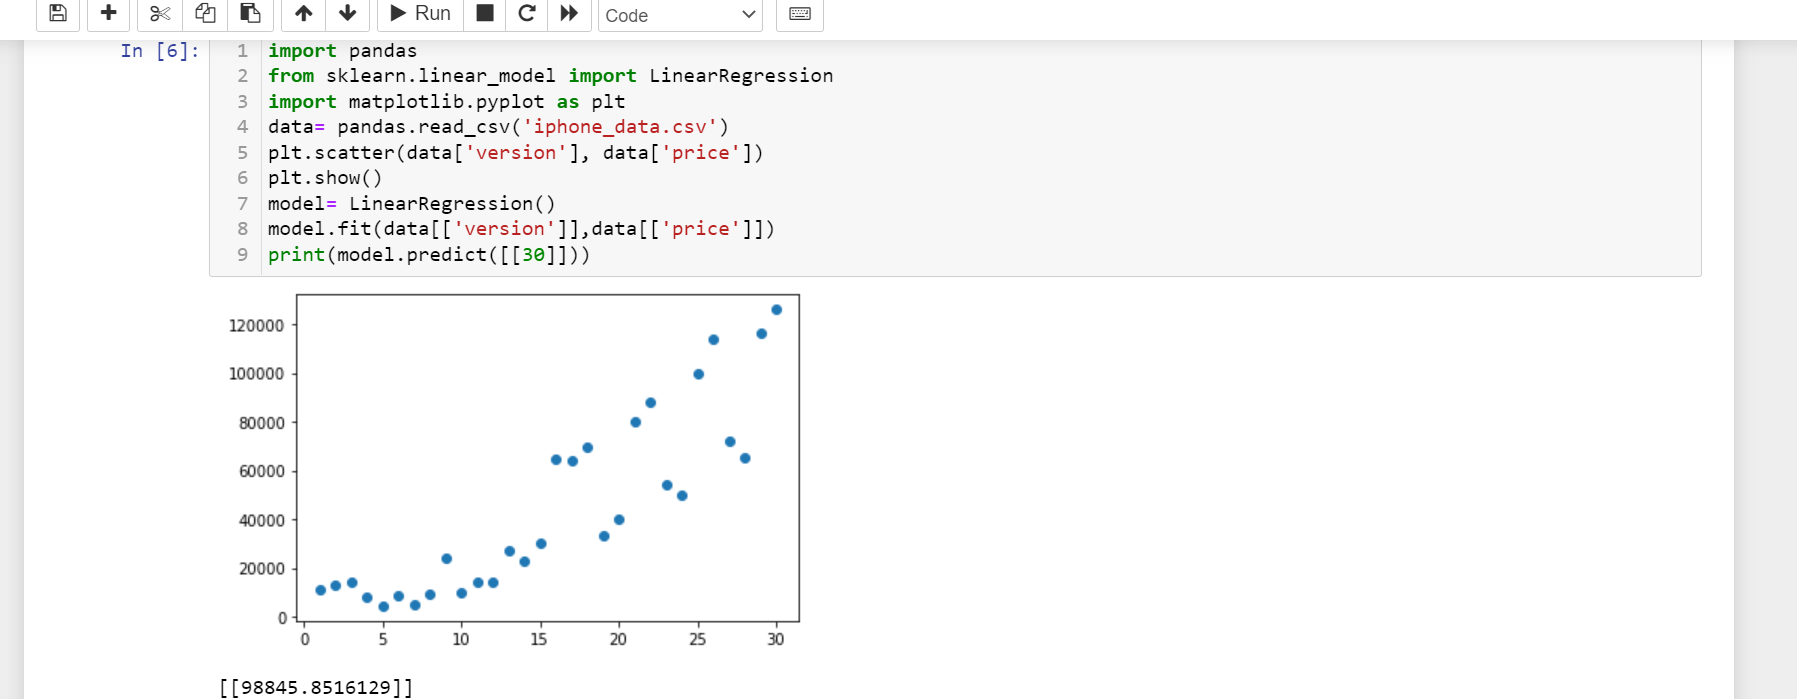 Run Code
In [6]:
1 import pandas
2 from sklearn.linear_model import LinearRegression
3 import matplotlib.pyplot as plt
4 data= pandas.read_csv('iphone_data.csv')
5 plt.scatter(data['version'], data['price'])
6 plt.show()
7 model= LinearRegression()
8 model.fit(data[['version']],data[['price']])
9 print(model.predict([[30]]))
120000
100000
80000
60000
40000
20000
0
0 5 10 15 20 25 30
[[98845.8516129]]